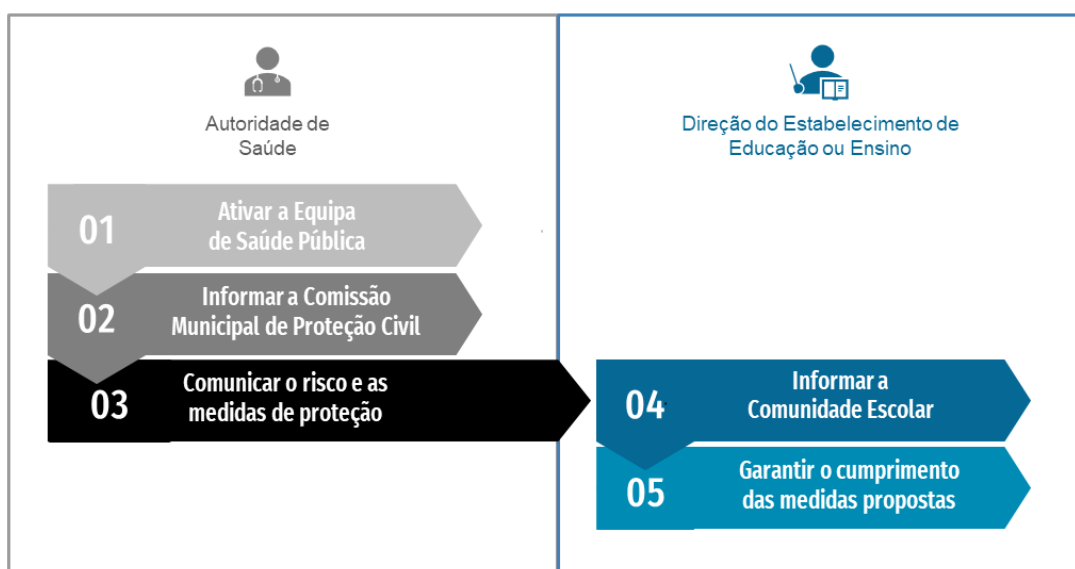 Autoridade de
Saúde
01
Ativar a Equipa
de Saúde Pública
02
Informar a Comissão
Municipal de Proteção Civil
03
Comunicar o risco e as
medidas de proteção
Direção do Estabelecimento de
Educação ou Ensino
04
Informar a
Comunidade Escolar
05
Garantir o cumprimento
das medidas propostas